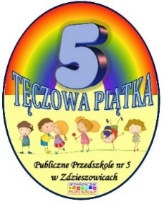 5
TĘCZOWA PIĄTKA
Publiczne Przedszkole nr 5
w Zdzieszowicach